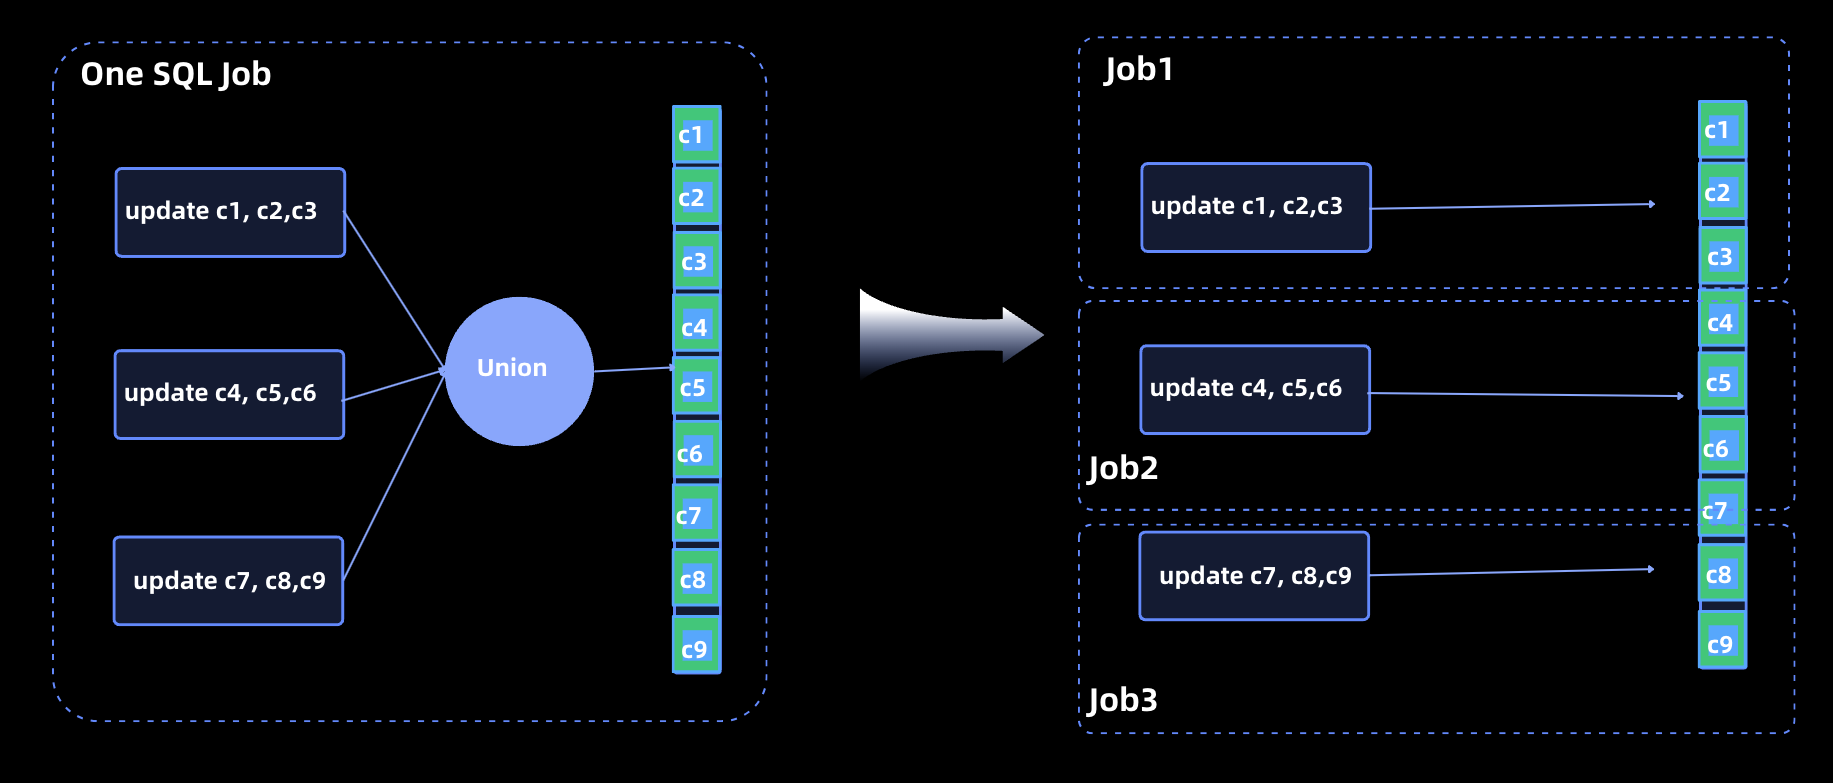 One SQL Job
update c1, c2,c3
update c4, c5,c6
update c7, c8,c9
Union
c1
c2
c3
c4
c5
c6
c7
c8
c9
Job1
update c1, c2,c3
Job2
update c4, c5,c6
Job3
update c7, c8,c9
c1
c2
c3
c4
c5
c6
c7
c8
c9